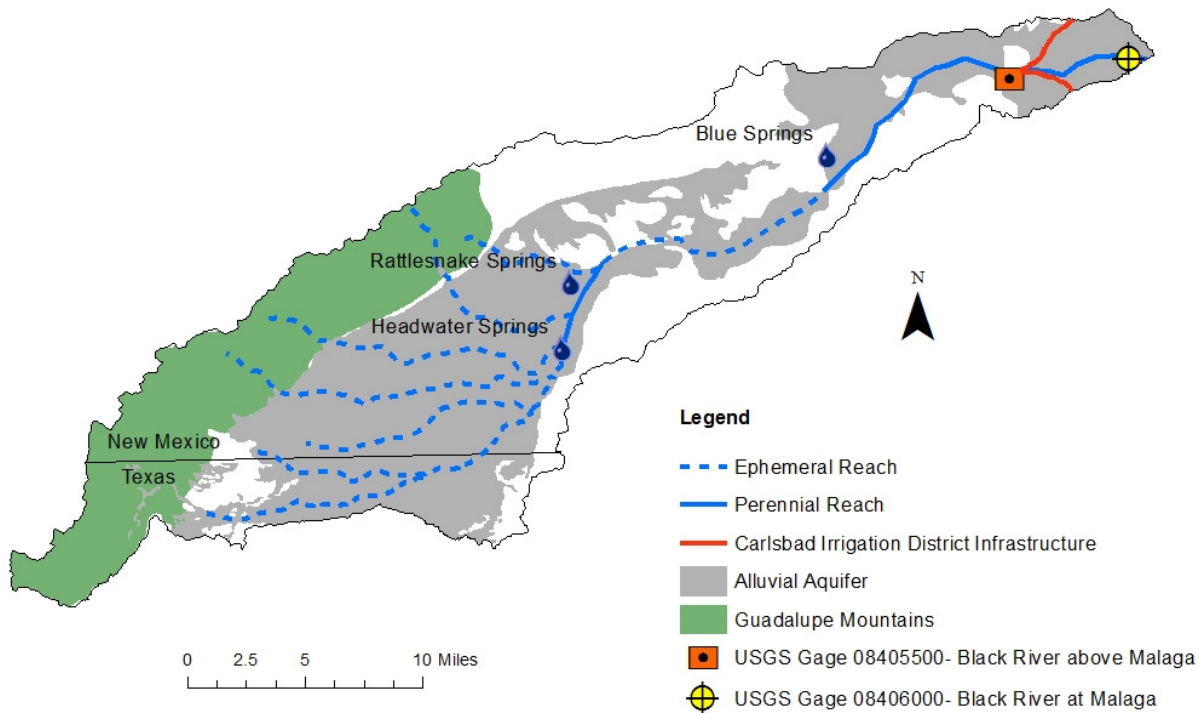 Blue Springs
Rattlesnake Springs
N
Headwater Springs
Legend
New Mexico
Texas
Ephemeral Reach
Perennial Reach
Carlsbad Irrigation District Infrastructure
Alluvial Aquifer
Guadalupe Mountains
0 2.5 5 10 Miles
USGS Gage 08405500- Black River above Malaga
USGS Gage 08406000- Black River at Malaga